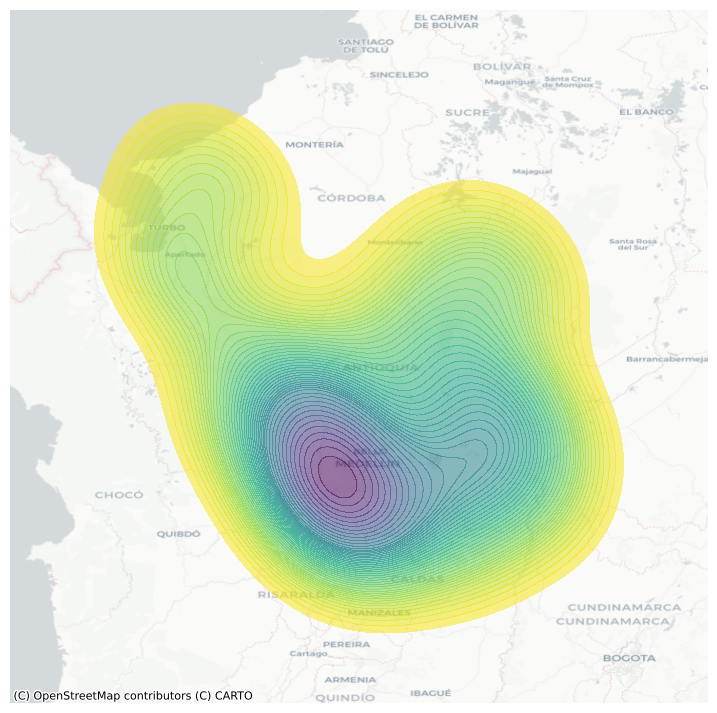 EL CARMEN
DE BOLÍVAR
SANTIAGO
DE TOLÚ
SINCELEJO
BOLÍVAR
Magangué
Santa Cruz
de Mompox
SUCRE
EL BANCO
MONTERÍA
Majagual
CÓRDOBA
TURBO
Montelíbano
Santa Rosa
del Sur
Apartadó
Barrancabermeja
ANTIOQUIA
BELLO
MEDELLÍN
CHOCÓ
QUIBDÓ
CALDAS
RISARALDA
CUNDINAMARCA
MANIZALES
CUNDINAMARCA
PEREIRA
Cartago
BOGOTÁ
ARMENIA
IBAGUÉ
QUINDÍO
(C) OpenStreetMap contributors (C) CARTO